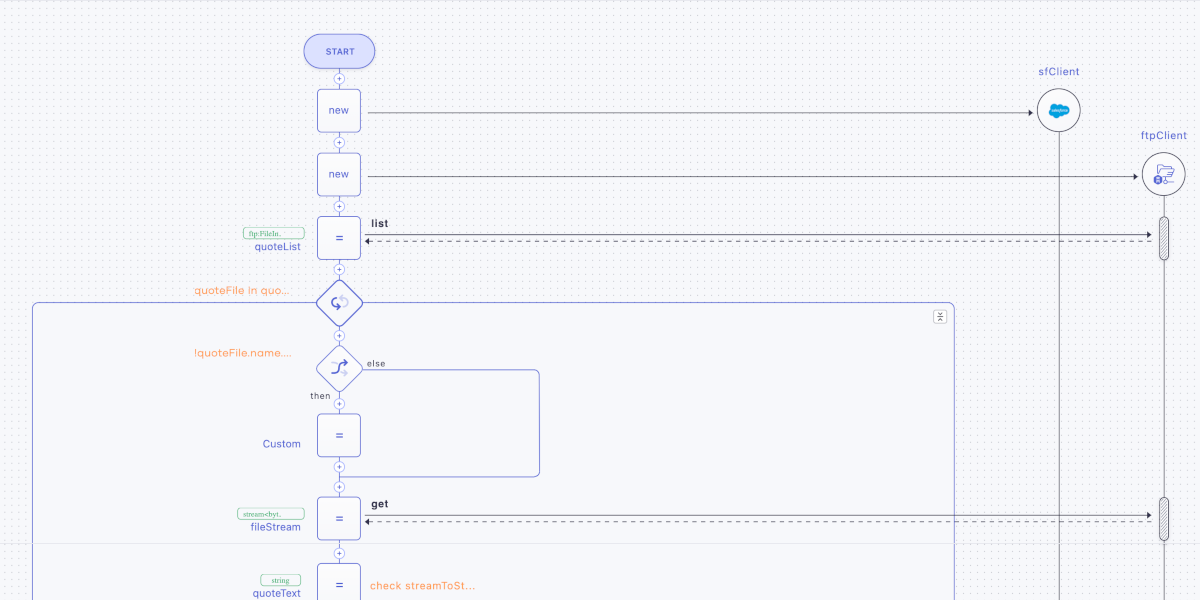 START
sfClient
new
salesforce
ftpClient
new
list
ftp:FileIn..
=
quoteList
quoteFile in quo...
!quoteFile.name....
else
then
=
Custom
get
stream<byt..
=
fileStream
string
=
check streamToSt...
quoteText